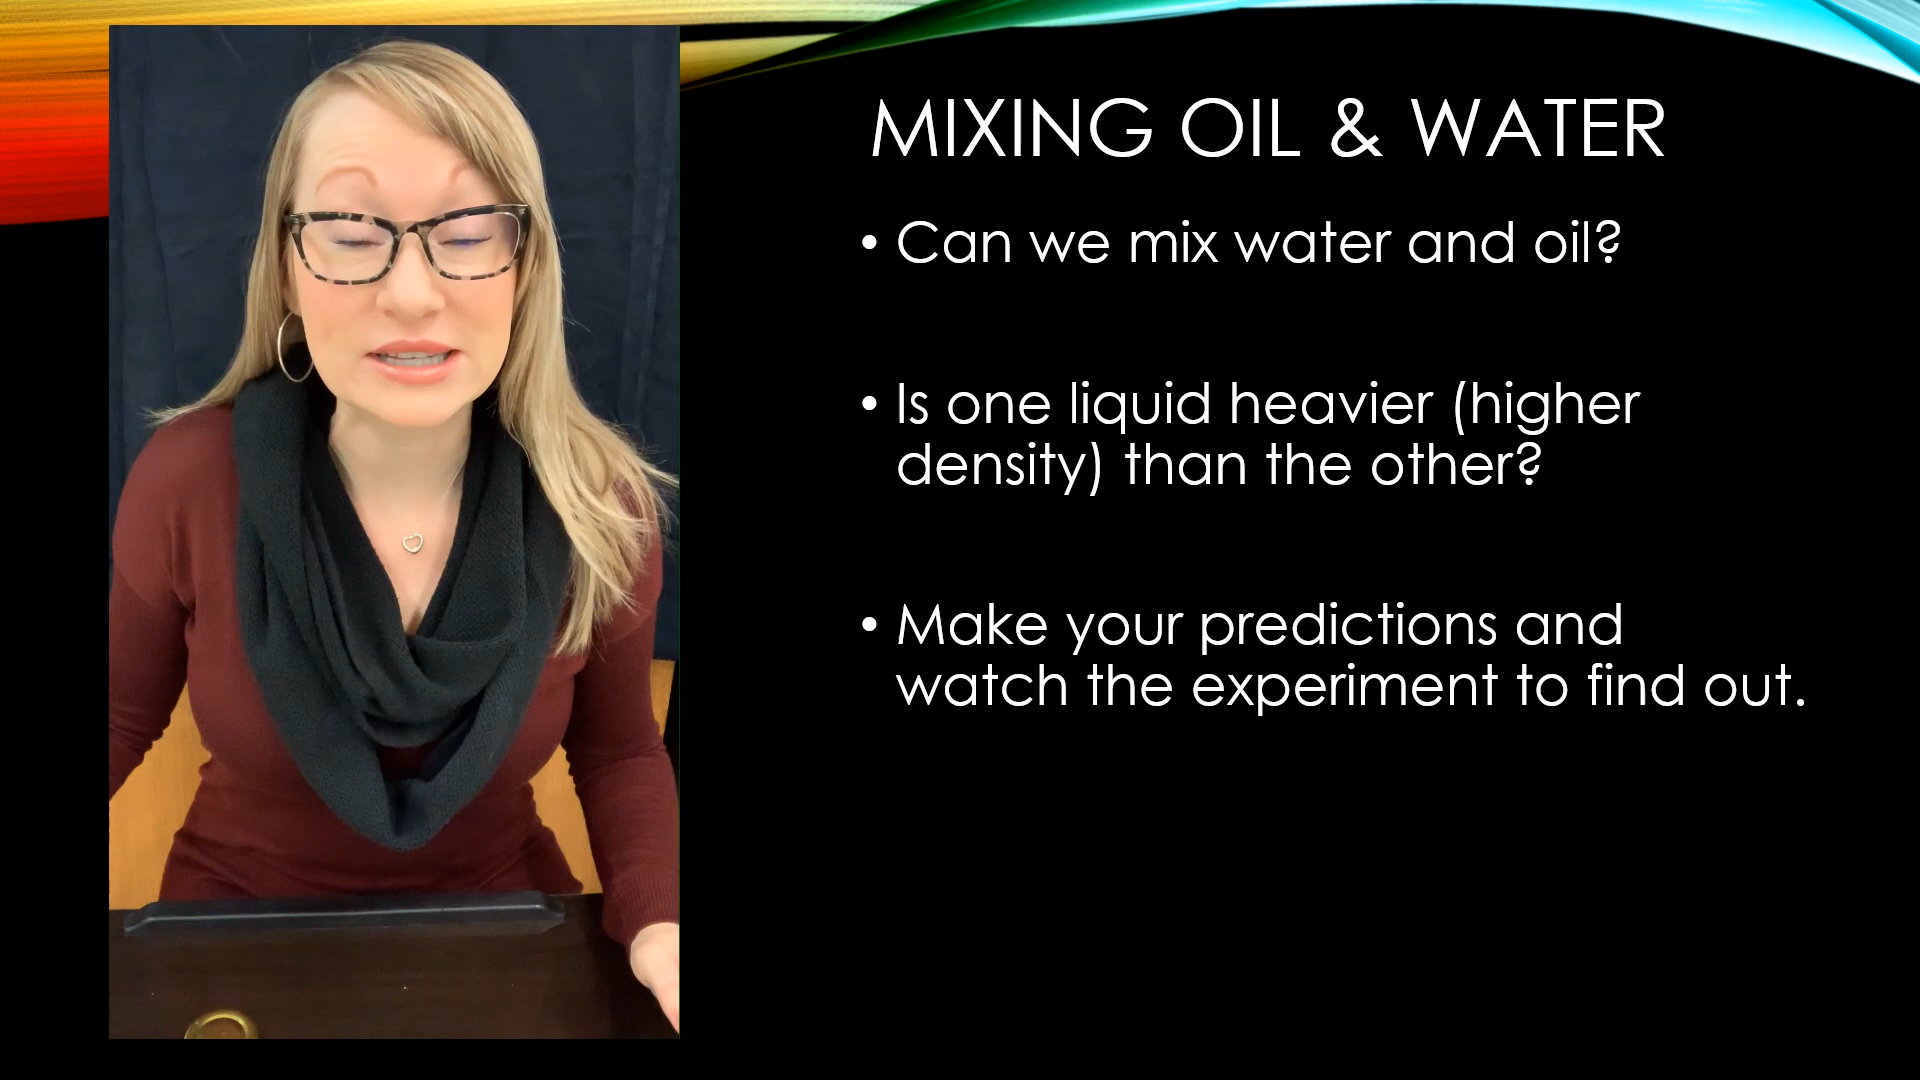 MIXING OIL & WATER
• Can we mix water and oil?
• Is one liquid heavier (higher
density) than the other?
• Make your predictions and
watch the experiment to find out.